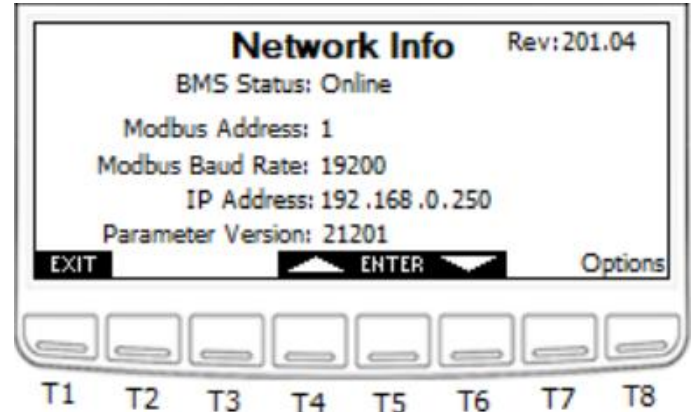 Network Info Rev:201.04
BMS Status: Online
Modbus Address: 1
Modbus Baud Rate: 19200
IP Address: 192.168.0.250
Parameter Version: 21201
EXIT ENTER Options
T1 T2 T3 T4 T5 T6 T7 T8